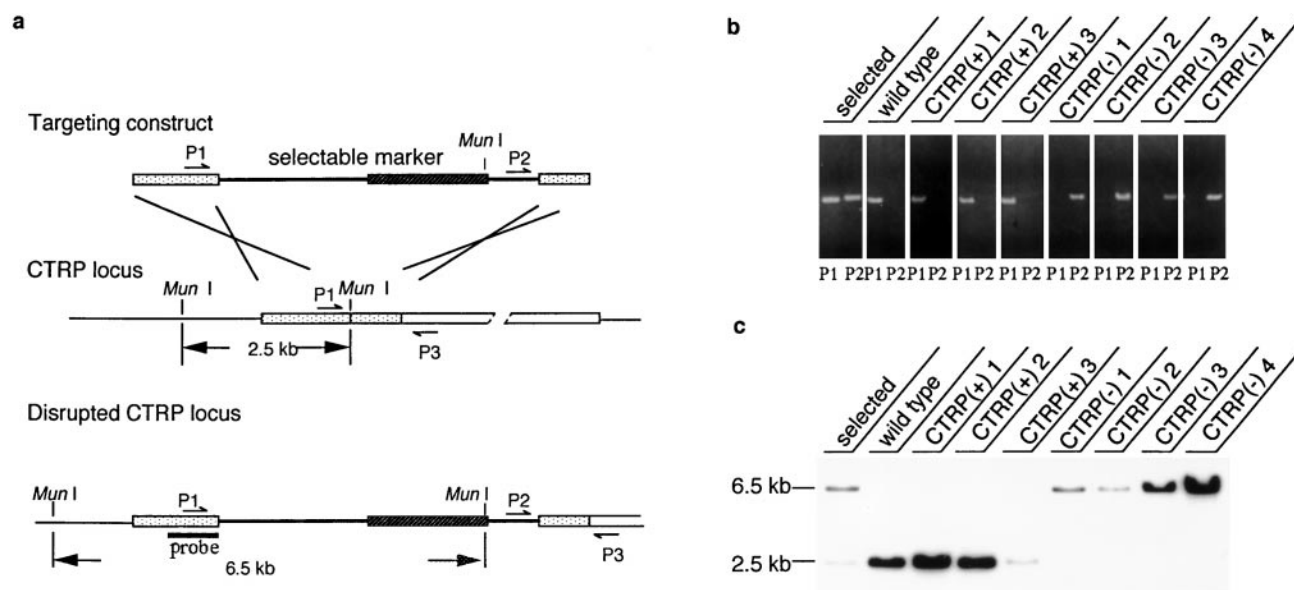 a
Targeting construct
P1
selectable marker
Mun I
P2
CTRP locus
Mun I
P1
Mun I
2.5 kb
P3
Disrupted CTRP locus
Mun I
P1
Mun I
P2
probe
6.5 kb
P3
b
selected
wild type
CTRP(+) 1
CTRP(+) 2
CTRP(+) 3
CTRP(-) 1
CTRP(-) 2
CTRP(-) 3
CTRP(-) 4
P1 P2 P1 P2 P1 P2 P1 P2 P1 P2 P1 P2 P1 P2 P1 P2 P1 P2
c
selected
wild type
CTRP(+) 1
CTRP(+) 2
CTRP(+) 3
CTRP(-) 1
CTRP(-) 2
CTRP(-) 3
CTRP(-) 4
6.5 kb
2.5 kb